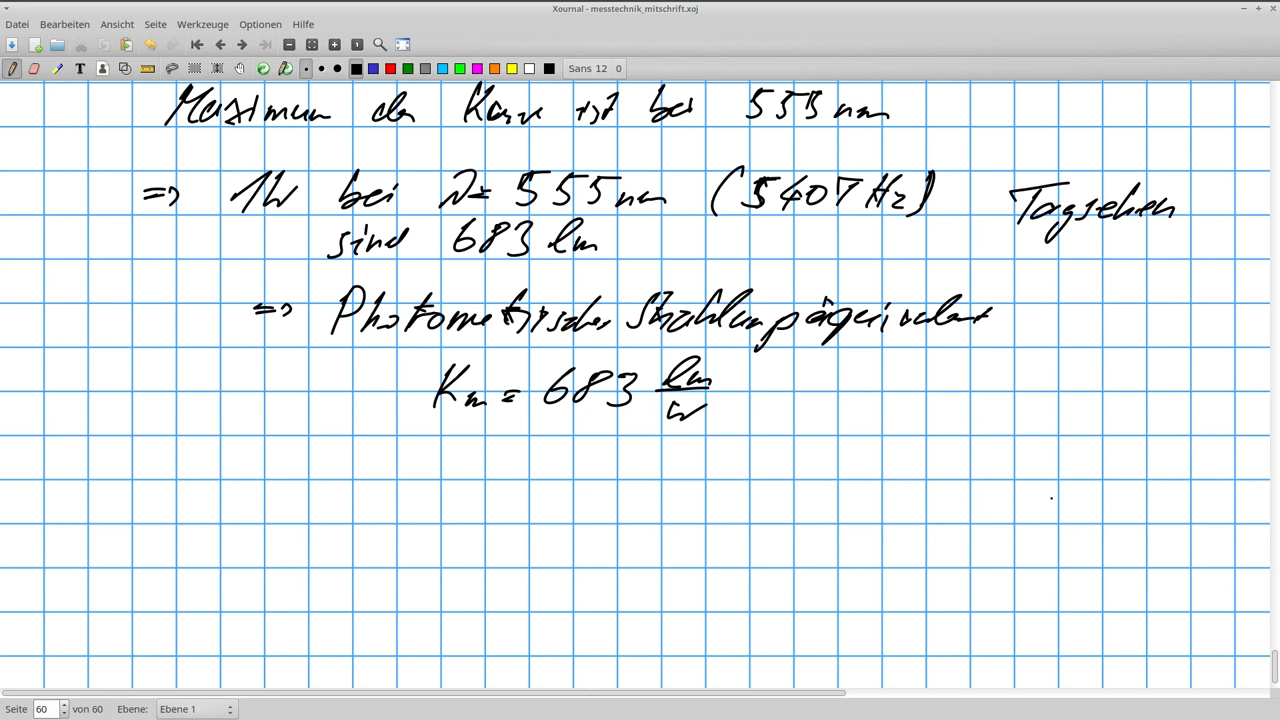 Xournal - messtechnik_mitschrift.xoj
Datei Bearbeiten Ansicht Seite Werkzeuge Optionen Hilfe
Sans 12 0
Maximum der Kurve ist bei 555 nm
=> 1W bei λ = 555 nm (540 THz) Tagsehen
sind 683 lm
=> Photometrisches Strahlungsäquivalent
Km = 683 lm/W
Seite 60 von 60 Ebene: Ebene 1